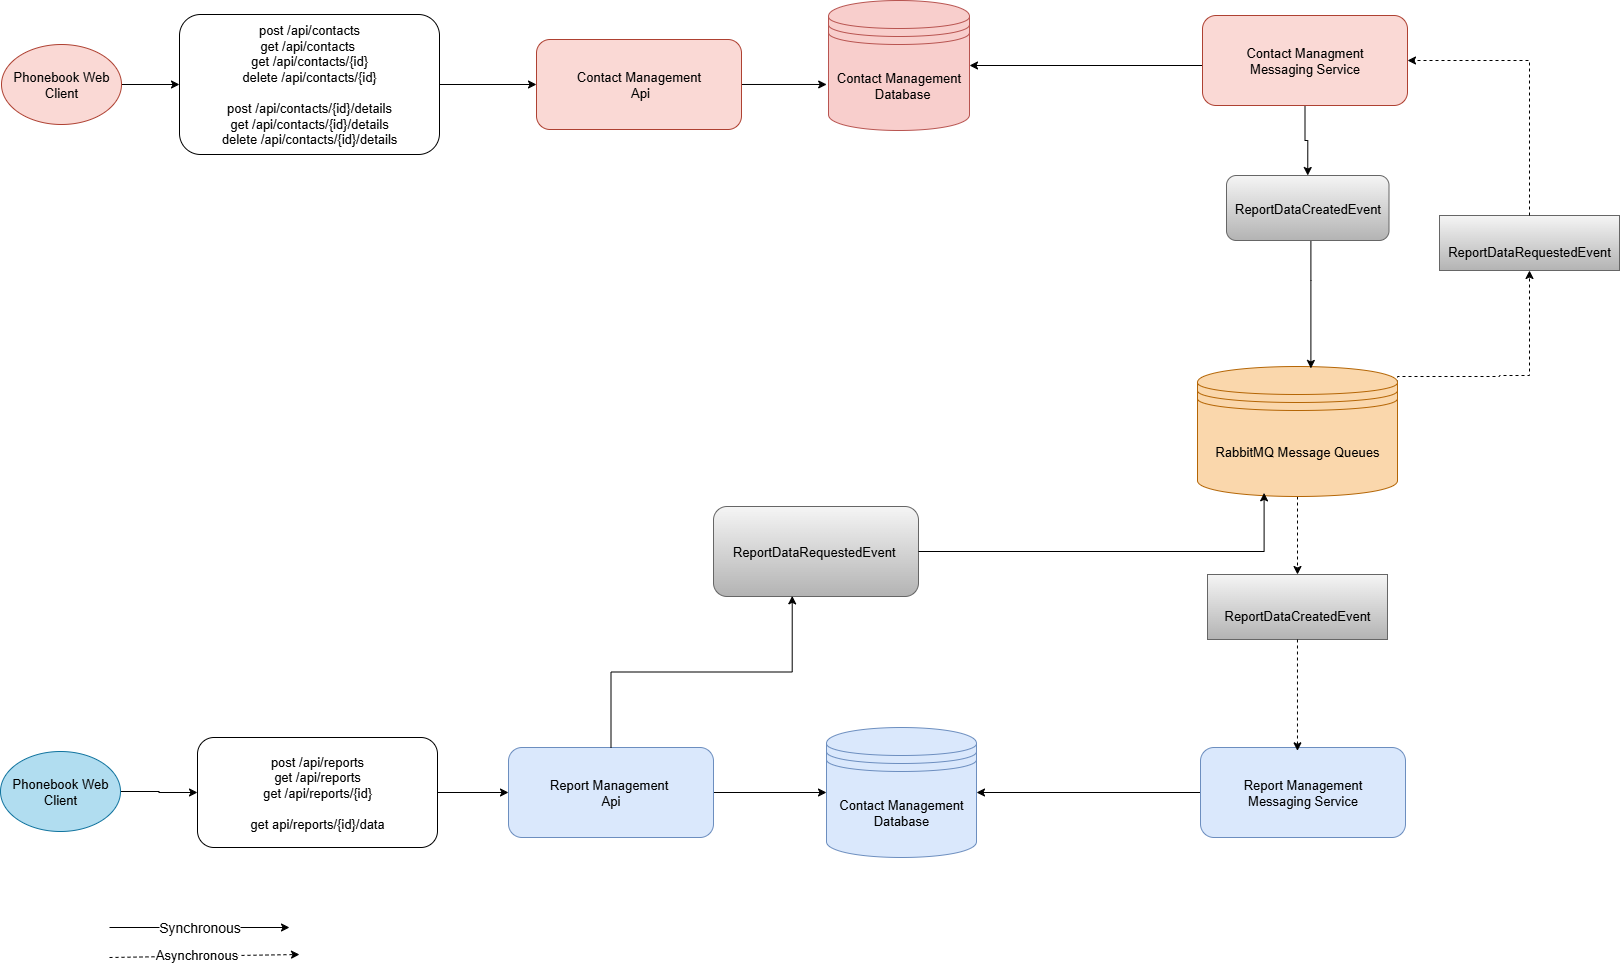 Phonebook Web
Client
post /api/contacts
get /api/contacts
get /api/contacts/{id}
delete /api/contacts/{id}
post /api/contacts/{id}/details
get /api/contacts/{id}/details
delete /api/contacts/{id}/details
Contact Management
Api
Contact Management
Database
Contact Managment
Messaging Service
ReportDataCreatedEvent
ReportDataRequestedEvent
RabbitMQ Message Queues
ReportDataRequestedEvent
ReportDataCreatedEvent
Phonebook Web
Client
post /api/reports
get /api/reports
get /api/reports/{id}
get api/reports/{id}/data
Report Management
Api
Contact Management
Database
Report Management
Messaging Service
Synchronous
Asynchronous